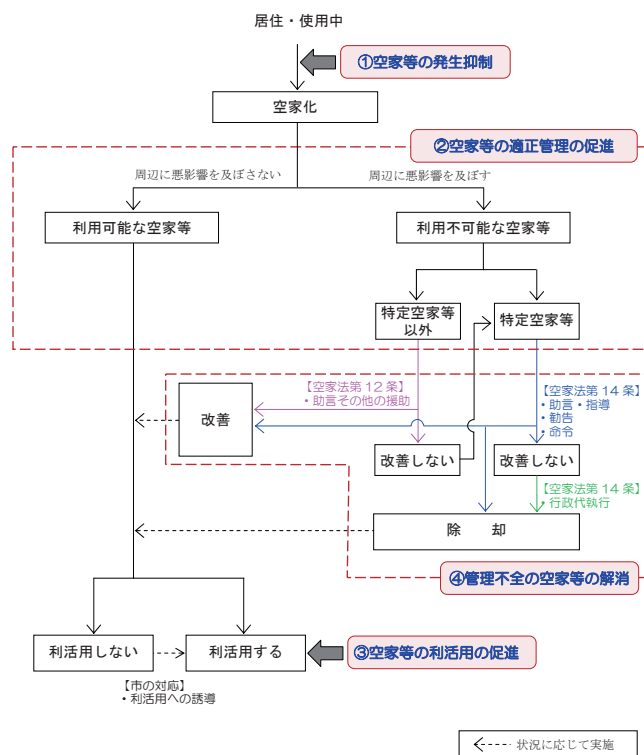 居住・使用中
①空家等の発生抑制
空家化
②空家等の適正管理の促進
周辺に悪影響を及ぼさない
周辺に悪影響を及ぼす
利用可能な空家等
利用不可能な空家等
特定空家等
以外
特定空家等
【空家法第 12 条】
・助言その他の援助
【空家法第 14 条】
・助言・指導
・勧告
・命令
改善
改善しない
改善しない
【空家法第 14 条】
・行政代執行
除　却
④管理不全の空家等の解消
利活用しない
利活用する
③空家等の利活用の促進
【市の対応】
・利活用への誘導
状況に応じて実施